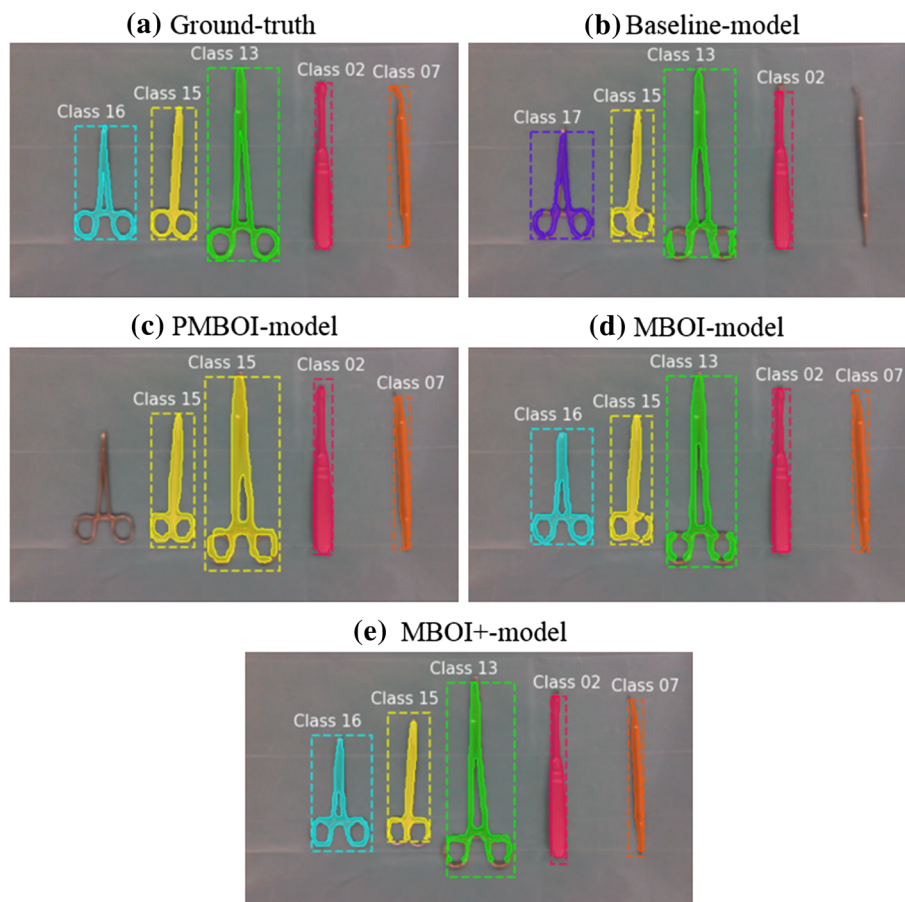 (a) Ground-truth
Class 13
Class 02
Class 07
Class 15
Class 16
(b) Baseline-model
Class 13
Class 02
Class 15
Class 17
(c) PMBOI-model
Class 15
Class 02
Class 07
Class 15
(d) MBOI-model
Class 13
Class 02
Class 07
Class 15
Class 16
(e) MBOI+-model
Class 13
Class 02
Class 07
Class 15
Class 16